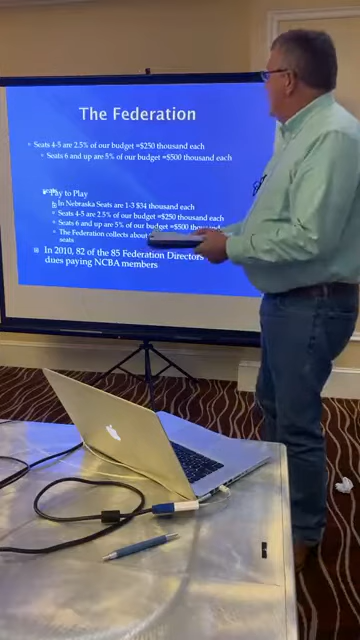 The Federation
Seats 4-5 are 2.5% of our budget =$250 thousand each
Seats 6 and up are 5% of our budget =$500 thousand each
Pay to Play
In Nebraska Seats are 1-3 $34 thousand each
Seats 4-5 are 2.5% of our budget =$250 thousand each
Seats 6 and up are 5% of our budget =$500 thousand
The Federation collects about
seats
In 2010, 82 of the 85 Federation Directors
dues paying NCBA members